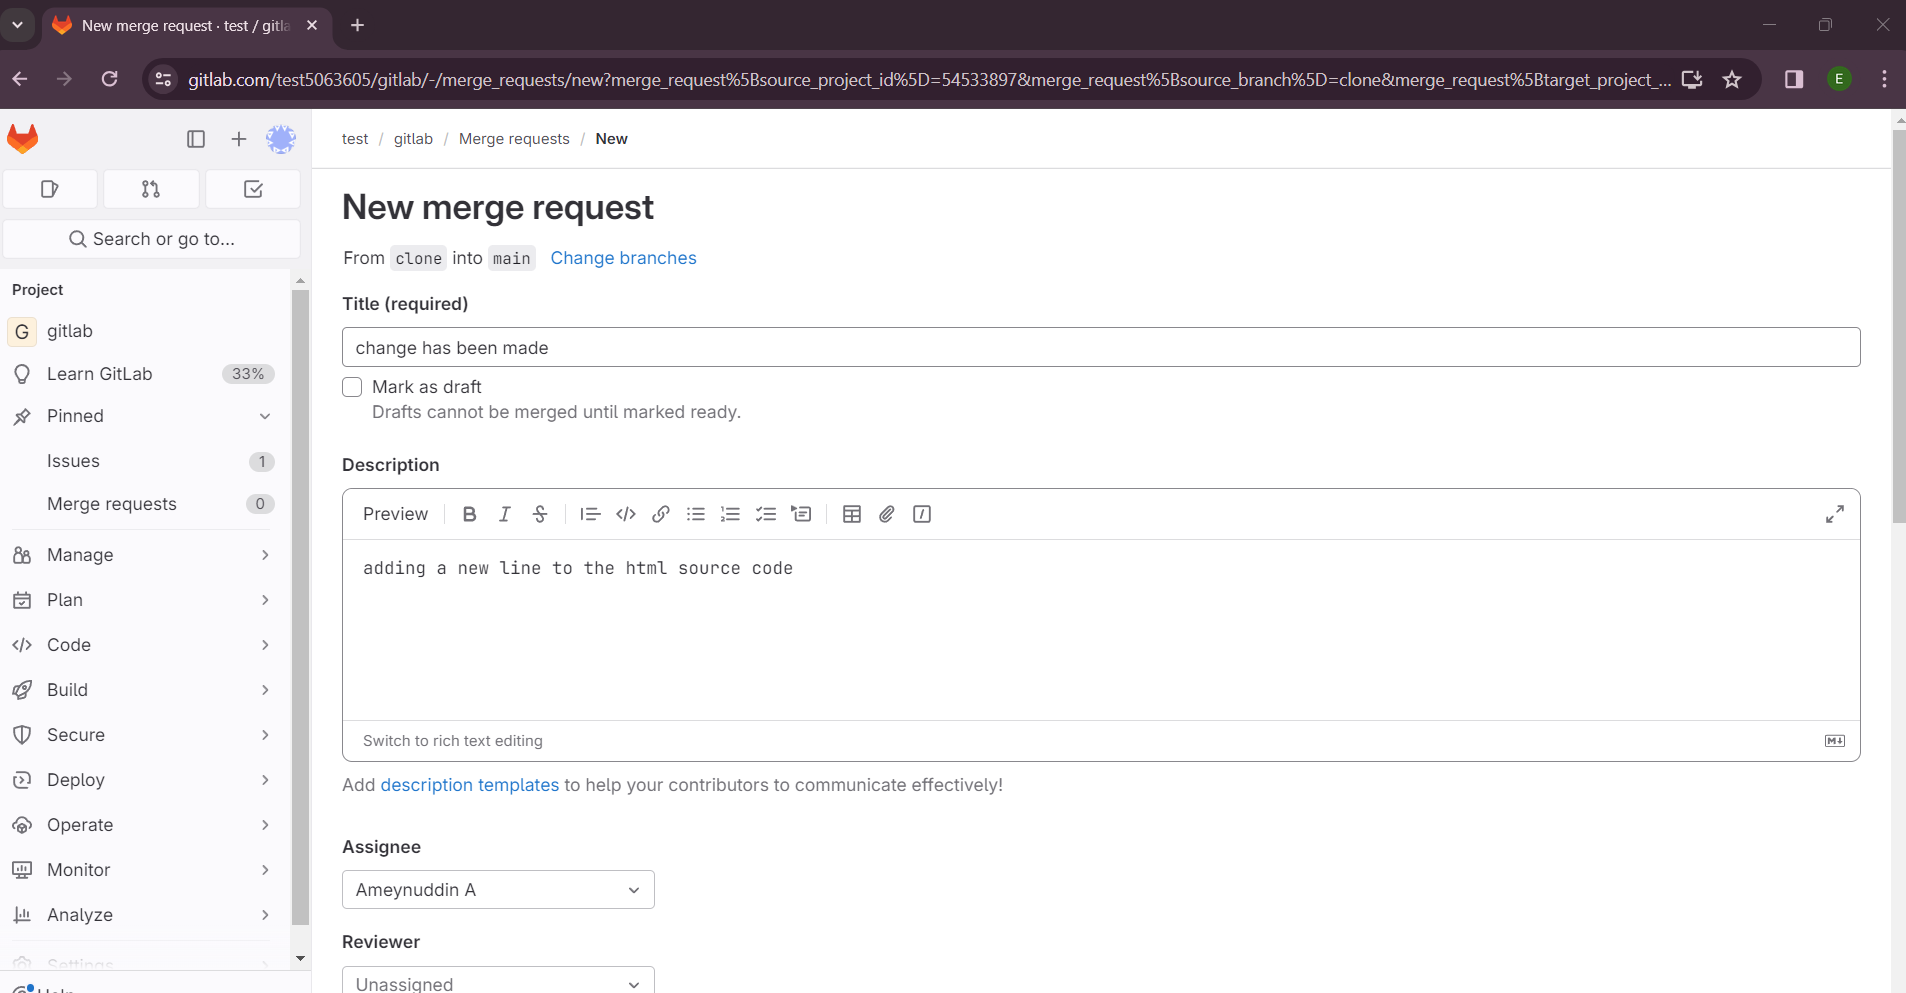 New merge request · test / gitla
gitlab.com/test5063605/gitlab/-/merge_requests/new?merge_request%5Bsource_project_id%5D=54533897&merge_request%5Bsource_branch%5D=clone&merge_request%5Btarget_project_...
E
test / gitlab / Merge requests / New
Search or go to...
Project
G gitlab
Learn GitLab 33%
Pinned
Issues 1
Merge requests 0
Manage
Plan
Code
Build
Secure
Deploy
Operate
Monitor
Analyze
Settings
Help
New merge request
From clone into main Change branches
Title (required)
change has been made
Mark as draft
Drafts cannot be merged until marked ready.
Description
Preview B I S
adding a new line to the html source code
Switch to rich text editing
Add description templates to help your contributors to communicate effectively!
Assignee
Ameynuddin A
Reviewer
Unassigned